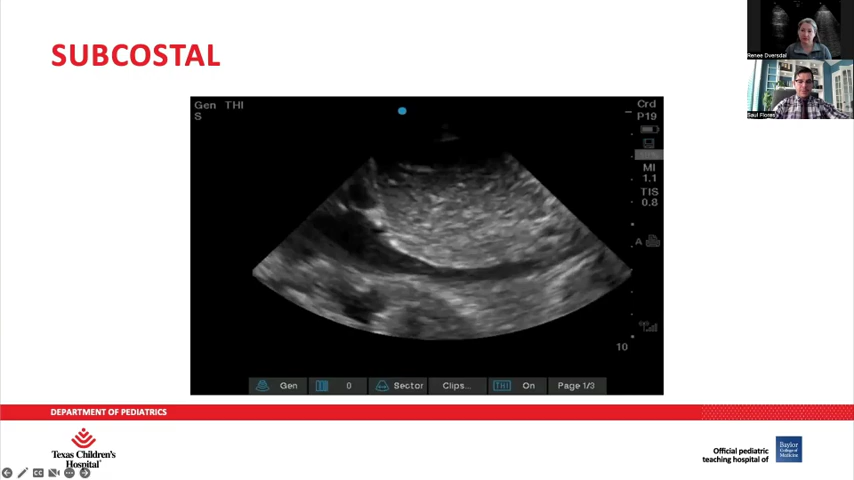 SUBCOSTAL
Renee Dversdal
Saul Flores
Gen THI
S
Crd
P19
MI
1.1
TIS
0.8
A
10
Gen
0
Sector
Clips...
THI
On
Page 1/3
DEPARTMENT OF PEDIATRICS
Texas Children's
Hospital
Official pediatric
teaching hospital of
Baylor
College of
Medicine
CC